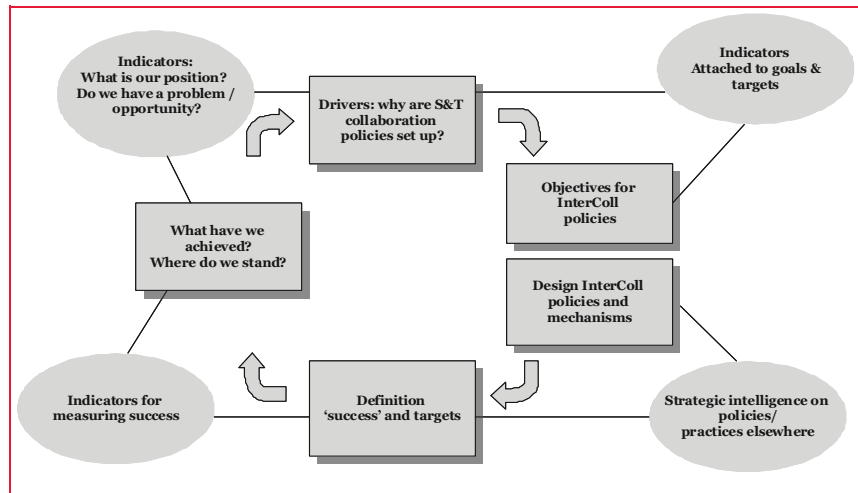 Indicators:
What is our position?
Do we have a problem /
opportunity?
Drivers: why are S&T
collaboration
policies set up?
Indicators
Attached to goals &
targets
Objectives for
InterColl
policies
What have we
achieved?
Where do we stand?
Design InterColl
policies and
mechanisms
Indicators for
measuring success
Definition
‘success’ and targets
Strategic intelligence on
policies/
practices elsewhere